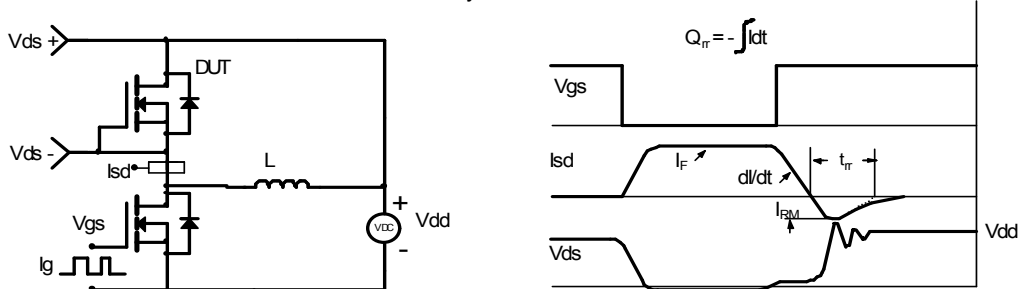 Vds +
DUT
Vds -
Isd
L
Vgs
Ig
+
VDC
-
Vdd
Qrr = - ∫ Idt
Vgs
Isd
IF
dI/dt
trr
IRM
Vds
Vdd